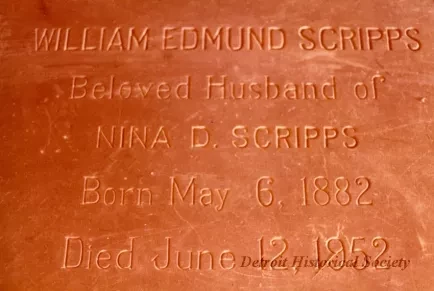 WILLIAM EDMUND SCRIPPS
Beloved Husband of
NINA D. SCRIPPS
Born May 6, 1882
Died June 12, 1952
Detroit Historical Society